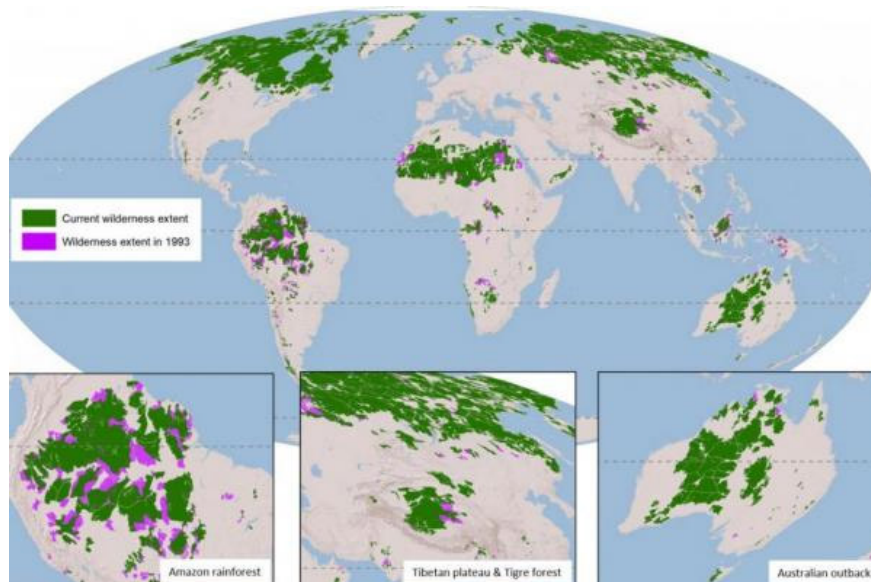 Current wilderness extent
Wilderness extent in 1993
Amazon rainforest
Tibetan plateau & Tigre forest
Australian outback